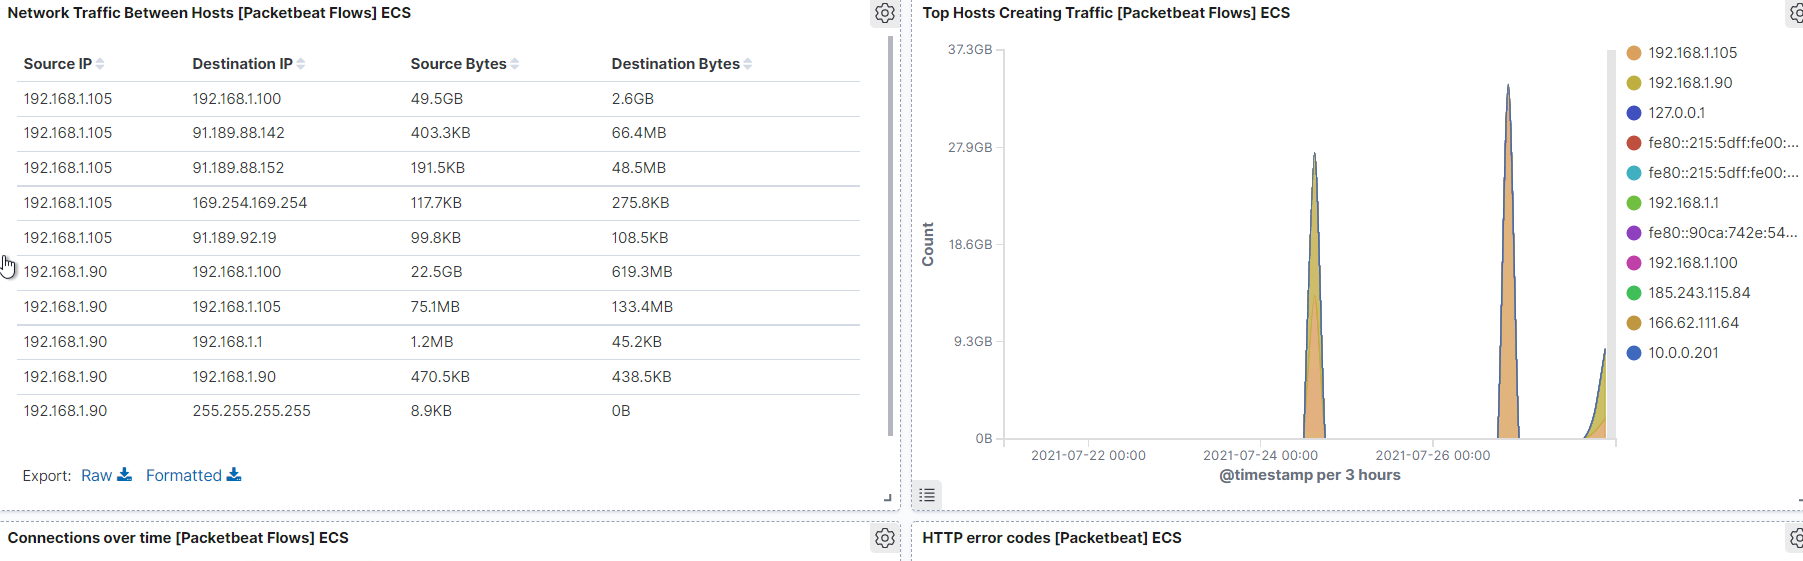 Network Traffic Between Hosts [Packetbeat Flows] ECS
Source IP Destination IP Source Bytes Destination Bytes
192.168.1.105 192.168.1.100 49.5GB 2.6GB
192.168.1.105 91.189.88.142 403.3KB 66.4MB
192.168.1.105 91.189.88.152 191.5KB 48.5MB
192.168.1.105 169.254.169.254 117.7KB 275.8KB
192.168.1.105 91.189.92.19 99.8KB 108.5KB
192.168.1.90 192.168.1.100 22.5GB 619.3MB
192.168.1.90 192.168.1.105 75.1MB 133.4MB
192.168.1.90 192.168.1.1 1.2MB 45.2KB
192.168.1.90 192.168.1.90 470.5KB 438.5KB
192.168.1.90 255.255.255.255 8.9KB 0B
Export: Raw Formatted
Top Hosts Creating Traffic [Packetbeat Flows] ECS
37.3GB
27.9GB
18.6GB
9.3GB
0B
Count
2021-07-22 00:00 2021-07-24 00:00 2021-07-26 00:00
@timestamp per 3 hours
192.168.1.105
192.168.1.90
127.0.0.1
fe80::215:5dff:fe00:...
fe80::215:5dff:fe00:...
192.168.1.1
fe80::90ca:742e:54...
192.168.1.100
185.243.115.84
166.62.111.64
10.0.0.201
Connections over time [Packetbeat Flows] ECS
HTTP error codes [Packetbeat] ECS